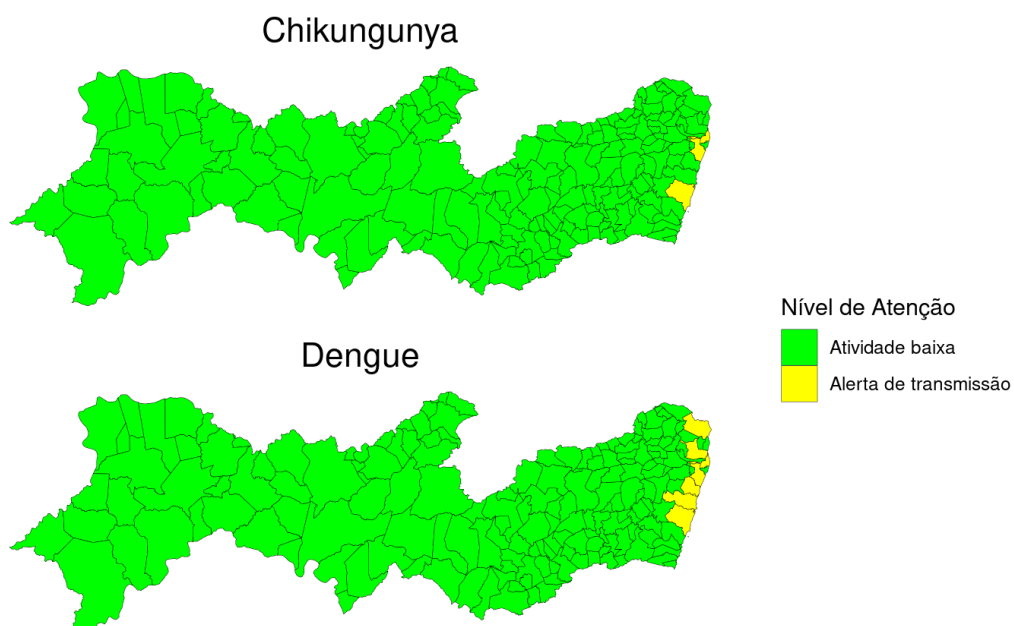 Chikungunya
Nível de Atenção
Atividade baixa
Alerta de transmissão
Dengue